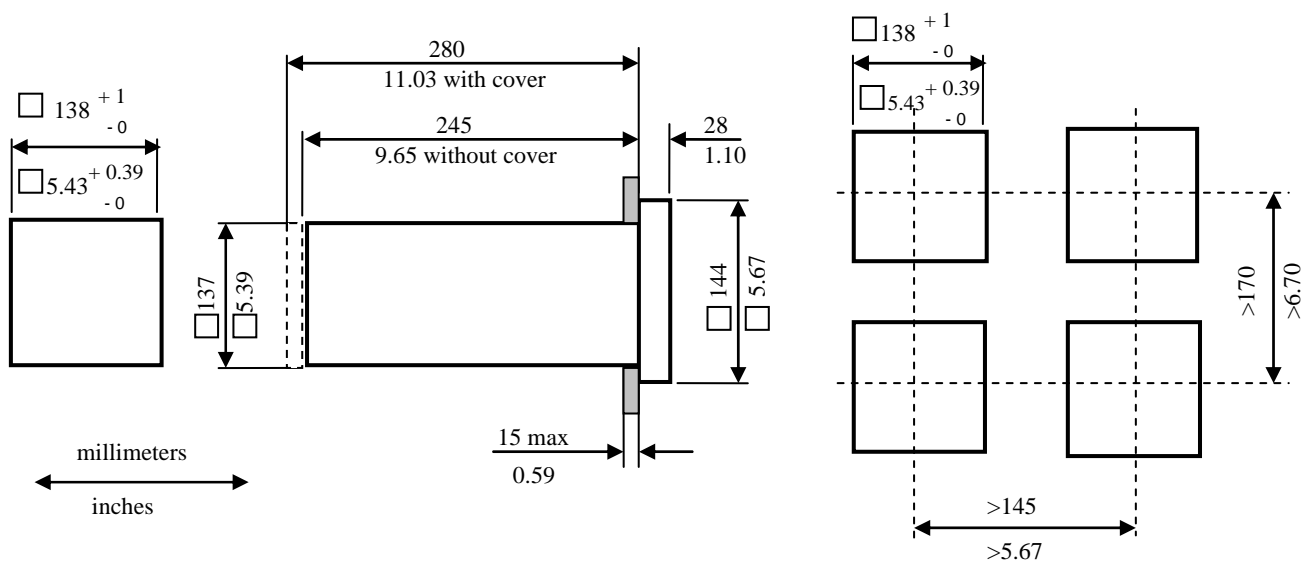 □ 138 + 1
- 0
□ 5.43 + 0.39
- 0
millimeters
inches
280
11.03 with cover
245
9.65 without cover
28
1.10
□137
□5.39
□144
□5.67
15 max
0.59
□138 + 1
- 0
□5.43 + 0.39
- 0
>170
>6.70
>145
>5.67